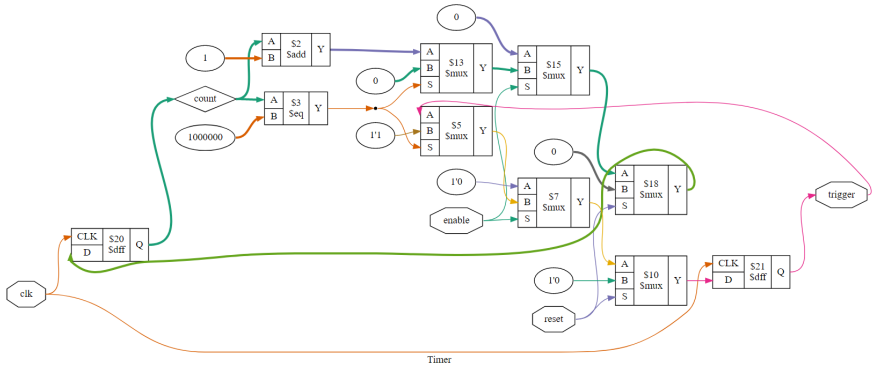 0
1
A $2 Y
B $add
A $13 Y
B $mux
S
A $15 Y
B $mux
S
0
count
A $3 Y
B $eq
1000000
1'1
A $5 Y
B $mux
S
0
A $18 Y
B $mux
S
1'0
A $7 Y
B $mux
S
enable
trigger
CLK $20 Q
D $dff
clk
1'0
A $10 Y
B $mux
S
CLK $21 Q
D $dff
reset
Timer